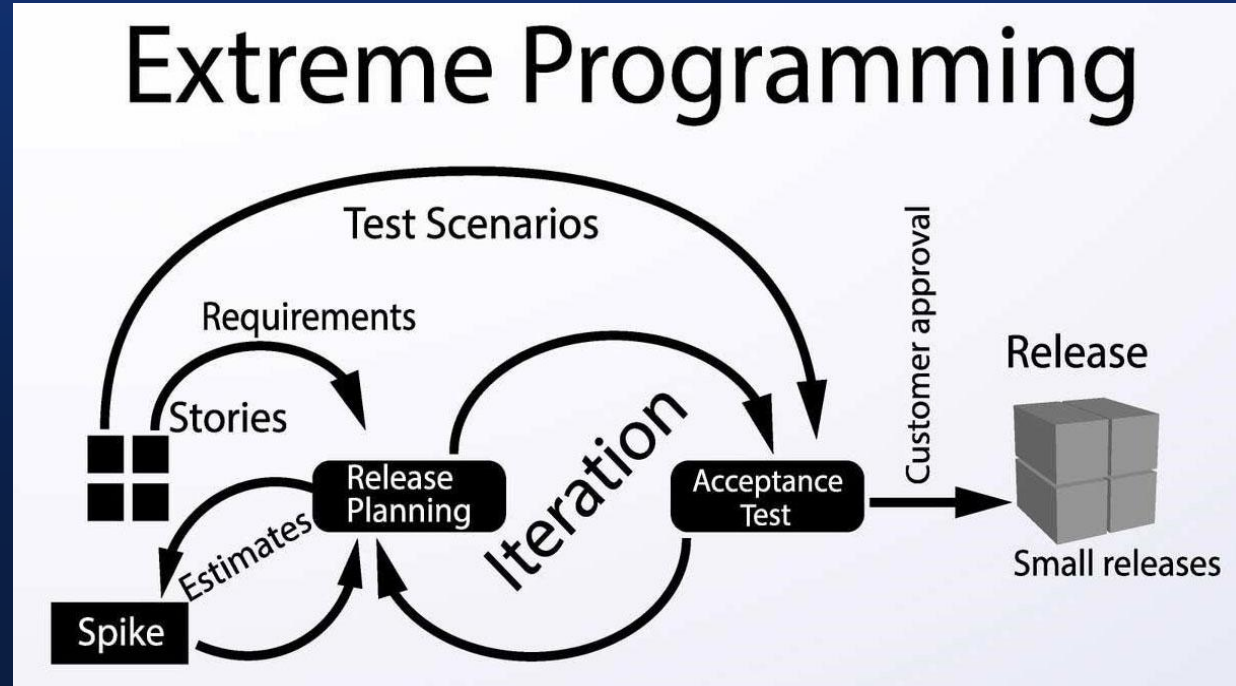 Extreme Programming
Test Scenarios
Requirements
Stories
Customer approval
Release
Release
Planning
Iteration
Acceptance
Test
Estimates
Small releases
Spike